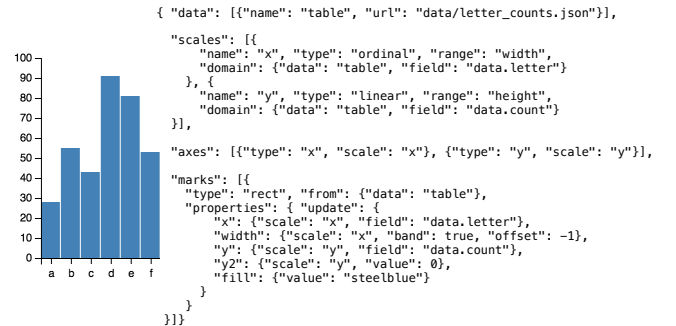 { "data": [{"name": "table", "url": "data/letter_counts.json"}],
"scales": [{
"name": "x", "type": "ordinal", "range": "width",
"domain": {"data": "table", "field": "data.letter"}
}, {
"name": "y", "type": "linear", "range": "height",
"domain": {"data": "table", "field": "data.count"}
}],
"axes": [{"type": "x", "scale": "x"}, {"type": "y", "scale": "y"}],
"marks": [{
"type": "rect", "from": {"data": "table"},
"properties": { "update": {
"x": {"scale": "x", "field": "data.letter"},
"width": {"scale": "x", "band": true, "offset": -1},
"y": {"scale": "y", "field": "data.count"},
"y2": {"scale": "y", "value": 0},
"fill": {"value": "steelblue"}
}
}
}]}
100
90
80
70
60
50
40
30
20
10
0
a b c d e f